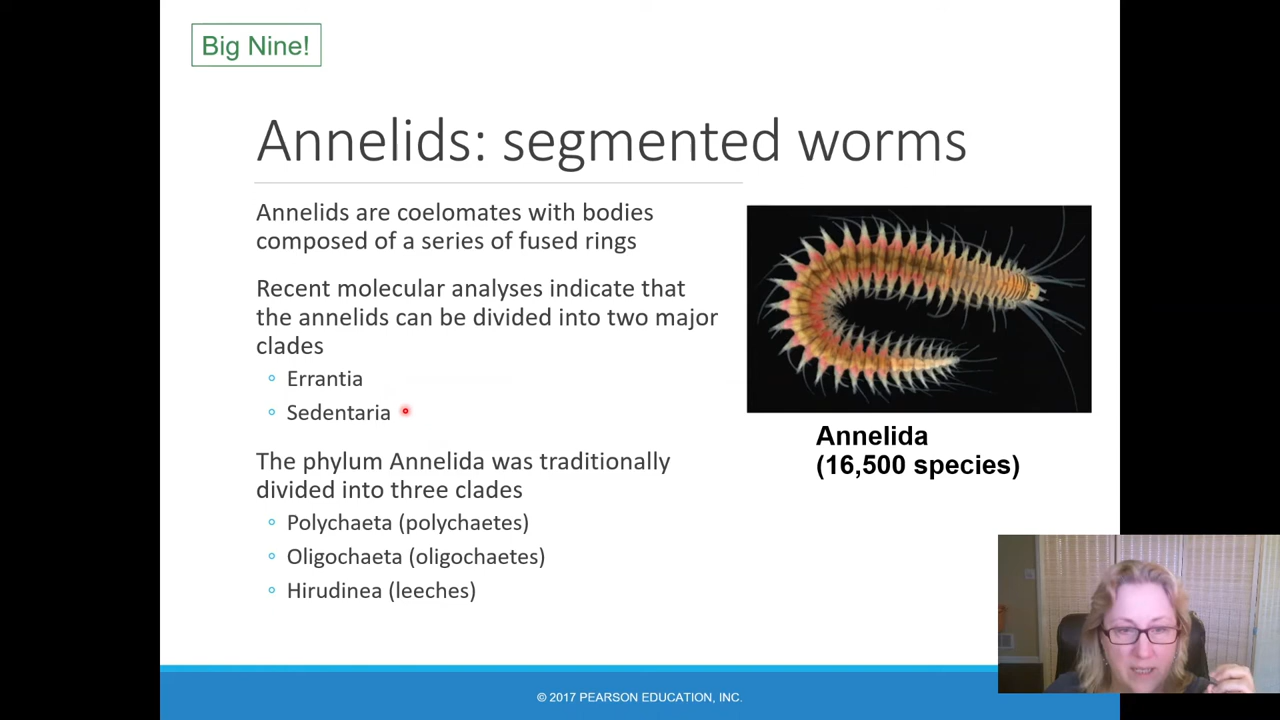 Big Nine!
Annelids: segmented worms
Annelids are coelomates with bodies
composed of a series of fused rings
Recent molecular analyses indicate that
the annelids can be divided into two major
clades
Errantia
Sedentaria
The phylum Annelida was traditionally
divided into three clades
Polychaeta (polychaetes)
Oligochaeta (oligochaetes)
Hirudinea (leeches)
Annelida
(16,500 species)
© 2017 PEARSON EDUCATION, INC.